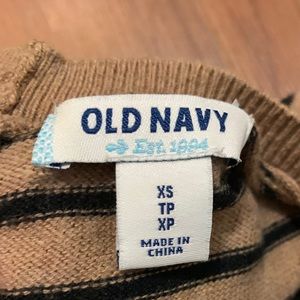 OLD NAVY
Est. 1994
XS
TP
XP
MADE IN
CHINA